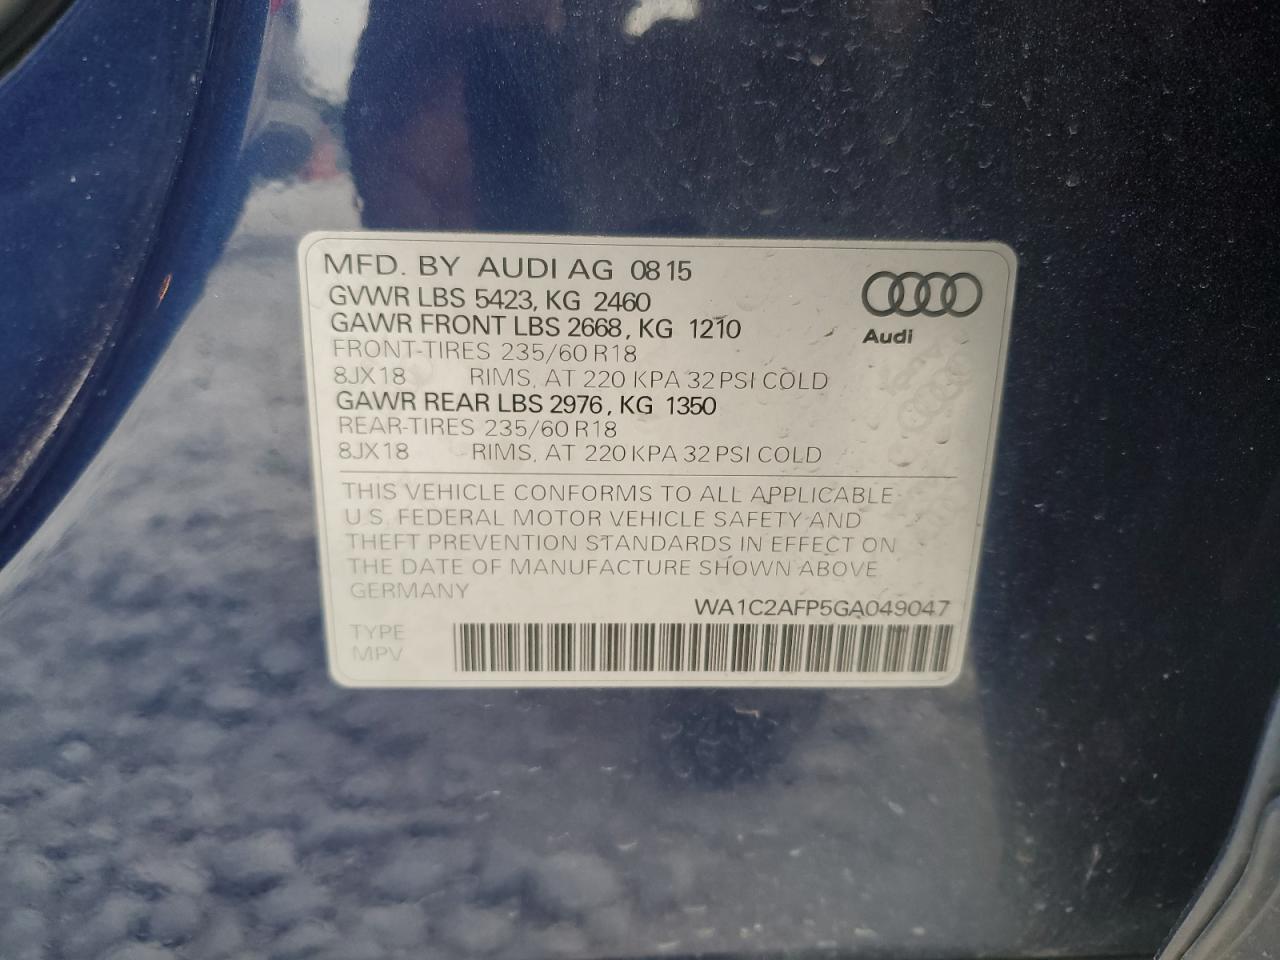 MFD. BY AUDI AG 08 15
GVWR LBS 5423, KG 2460
GAWR FRONT LBS 2668, KG 1210
FRONT-TIRES 235/60 R18
8JX18 RIMS, AT 220 KPA 32 PSI COLD
GAWR REAR LBS 2976, KG 1350
REAR-TIRES 235/60 R18
8JX18 RIMS, AT 220 KPA 32 PSI COLD
Audi
THIS VEHICLE CONFORMS TO ALL APPLICABLE
U.S. FEDERAL MOTOR VEHICLE SAFETY AND
THEFT PREVENTION STANDARDS IN EFFECT ON
THE DATE OF MANUFACTURE SHOWN ABOVE
GERMANY
WA1C2AFP5GA049047
TYPE
MPV